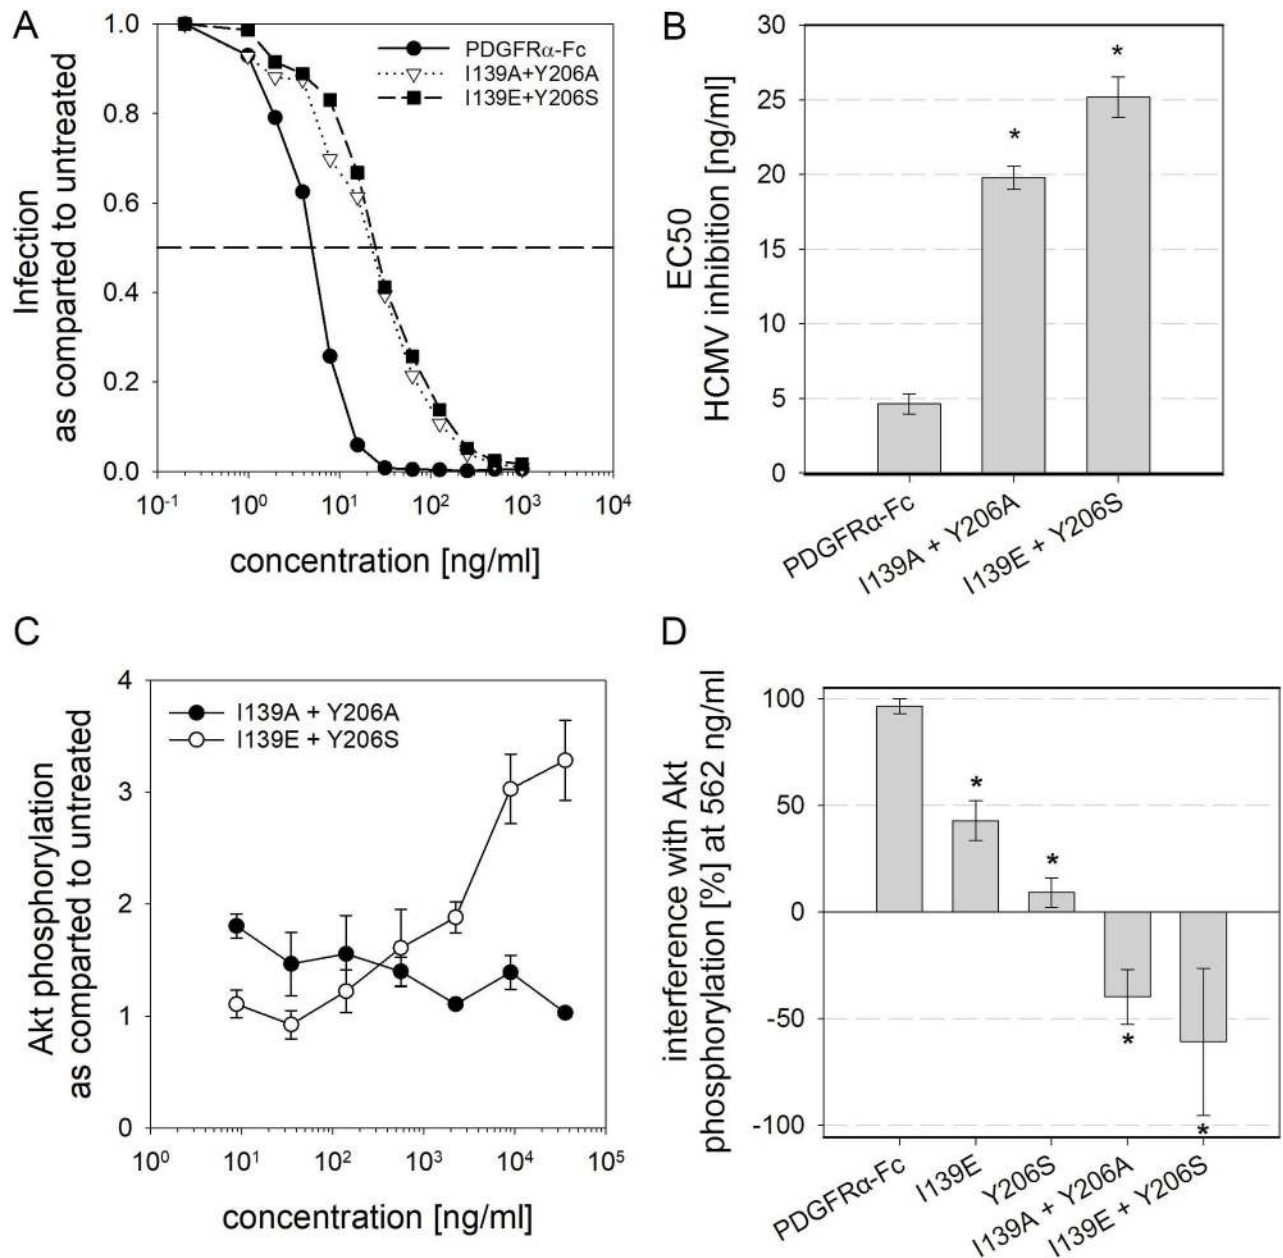 A
Infection
as comparted to untreated
1.0
0.8
0.6
0.4
0.2
0.0
PDGFRα-Fc
I139A+Y206A
I139E+Y206S
10-1
100
101
102
103
104
concentration [ng/ml]
B
EC50
HCMV inhibition [ng/ml]
30
25
20
15
10
5
0
*
*
PDGFRα-Fc
I139A + Y206A
I139E + Y206S
C
Akt phosphorylation
as comparted to untreated
4
3
2
1
0
I139A + Y206A
I139E + Y206S
100
101
102
103
104
105
concentration [ng/ml]
D
interference with Akt
phosphorylation [%] at 562 ng/ml
100
50
0
-50
-100
*
*
*
*
PDGFRα-Fc
I139E
Y206S
I139A + Y206A
I139E + Y206S